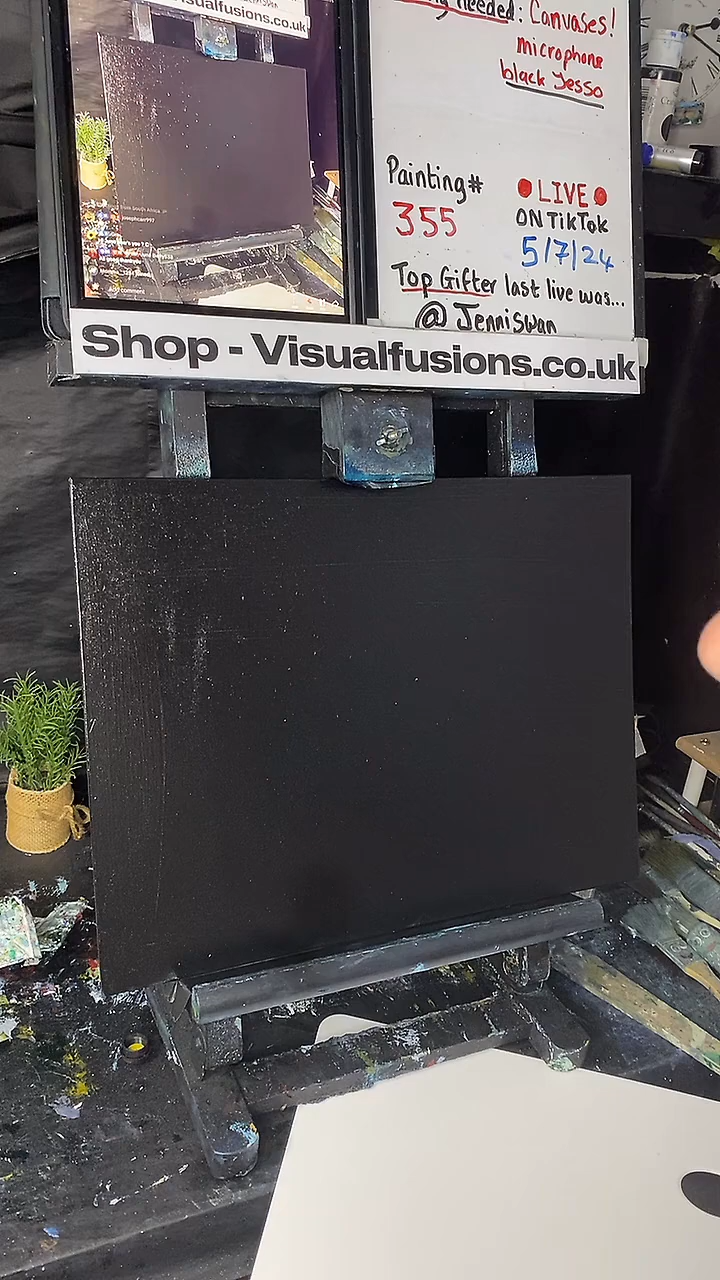 Visualfusions.co.uk
needed: Canvases!
microphone
black Gesso
Painting#
355
LIVE
ON TikTok
5/7/24
Top Gifter last live was...
@ JenniSwan
Shop - Visualfusions.co.uk